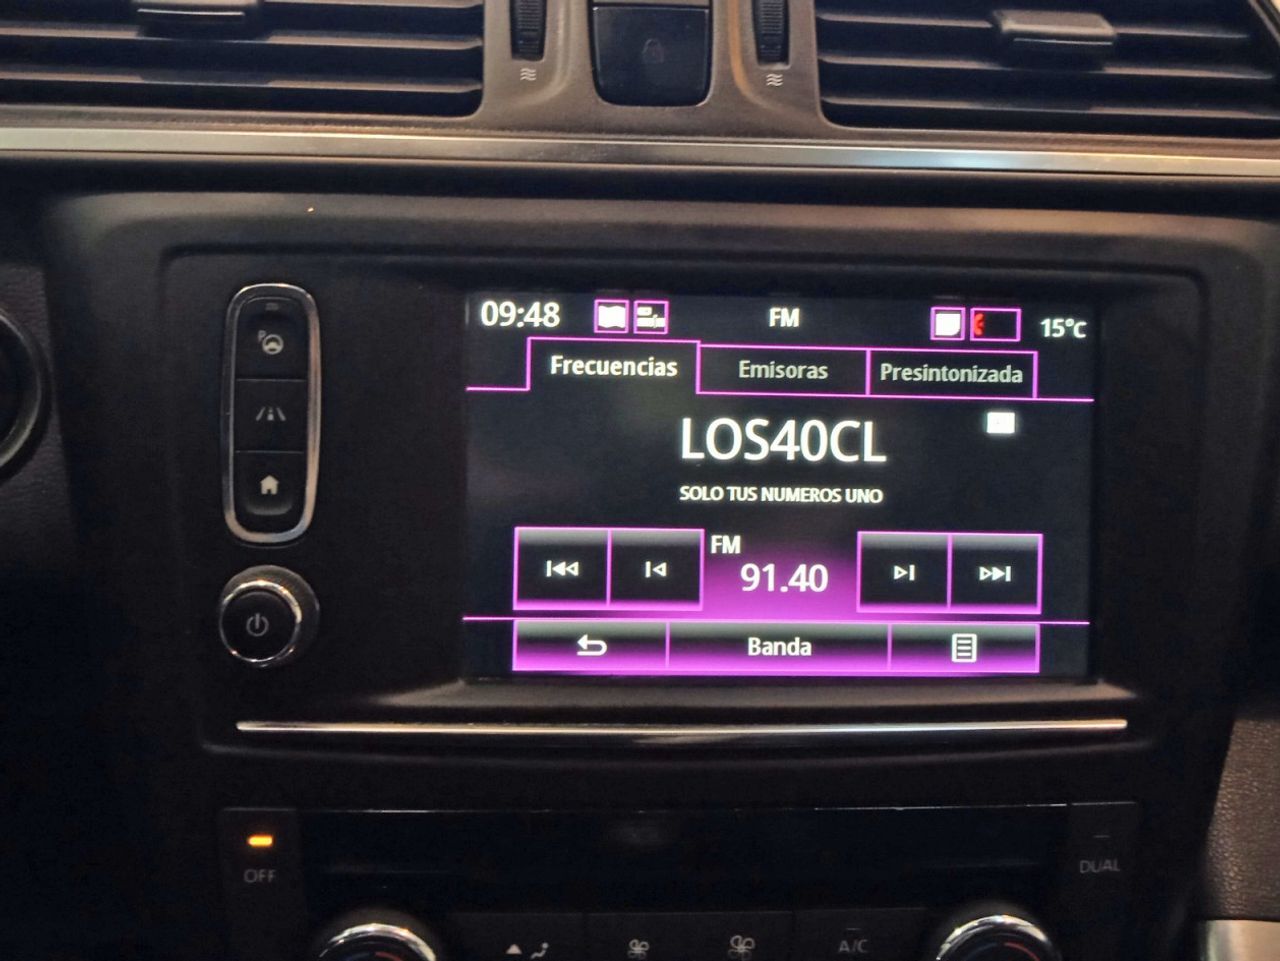 09:48 FM 15°C
Frecuencias Emisoras Presintonizada
LOS40CL
SOLO TUS NUMEROS UNO
FM
91.40
Banda
OFF
DUAL
A/C